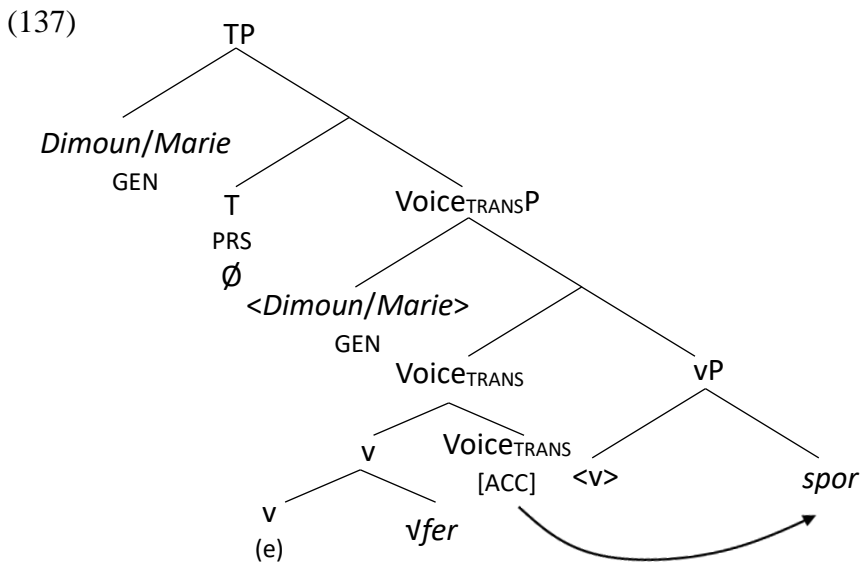 (137)
TP
Dimoun/Marie
GEN
T
VoiceTRANSP
PRS
Ø
<Dimoun/Marie>
GEN
VoiceTRANS
vP
v
VoiceTRANS
<v>
spor
[ACC]
v
√fer
(e)